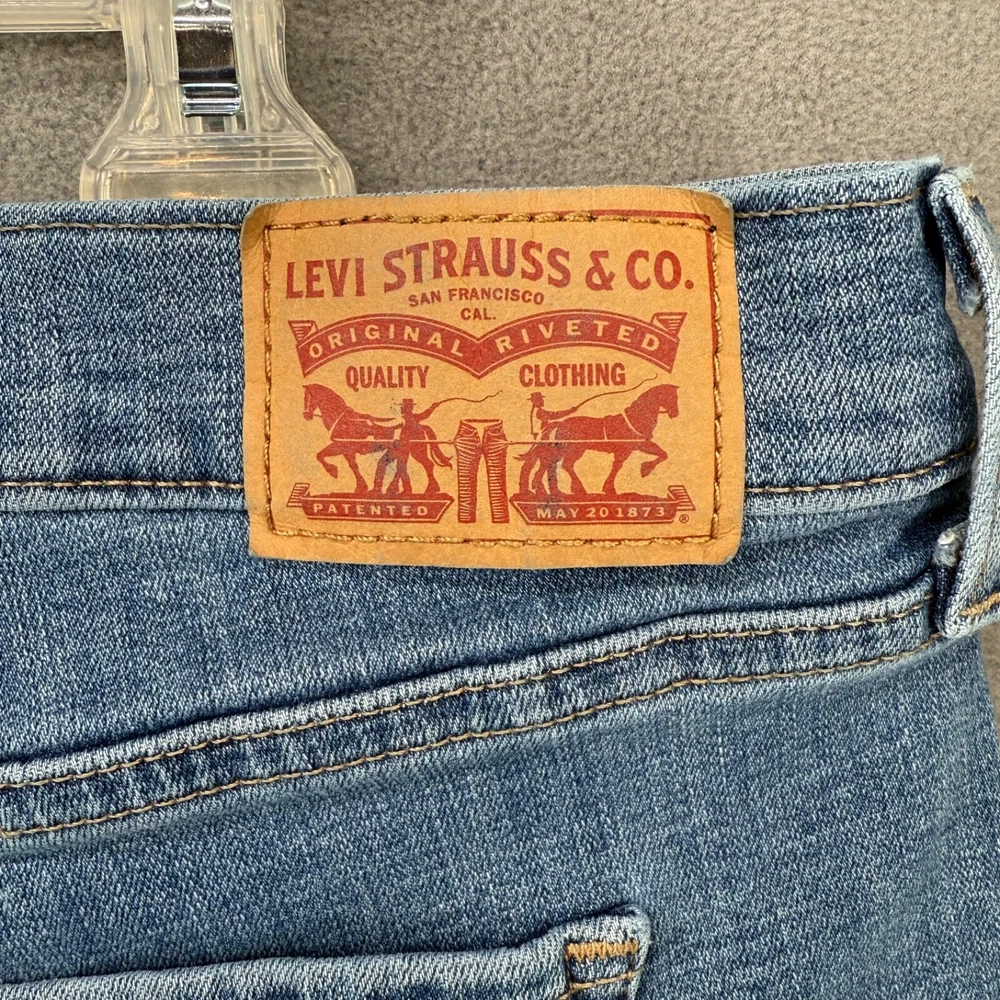 LEVI STRAUSS & CO.
SAN FRANCISCO
CAL.
ORIGINAL RIVETED
QUALITY CLOTHING
PATENTED MAY 20 1873 ®